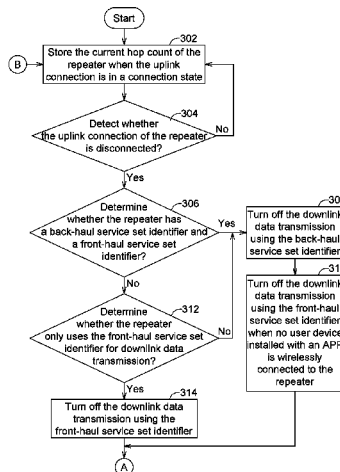 Start
302
Store the current hop count of the
repeater when the uplink
connection is in a connection state
B
304
Detect whether
the uplink connection of the repeater
is disconnected?
No
Yes
306
Determine
whether the repeater has
a back-haul service set identifier and
a front-haul service set
identifier?
Yes
30
Turn off the downlink
data transmission
using the back-haul
service set identifier
No
31
Turn off the downlink
data transmission
using the front-haul
service set identifier
when no user device
installed with an APP
is wirelessly
connected to the
repeater
312
Determine
whether the repeater
only uses the front-haul service set
identifier for downlink data
transmission?
No
Yes
314
Turn off the downlink data
transmission using the
front-haul service set identifier
A